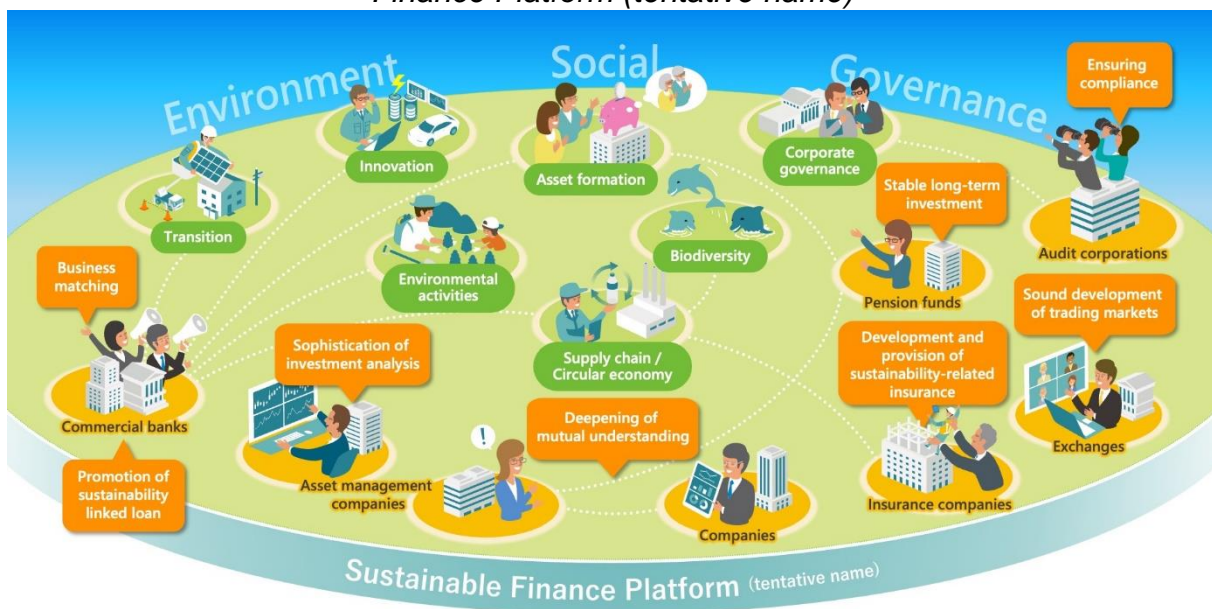 Finance Platform (tentative name)
Environment
Social
Governance
Ensuring
compliance
Innovation
Asset formation
Corporate
governance
Stable long-term
investment
Transition
Environmental
activities
Biodiversity
Audit corporations
Business
matching
Pension funds
Sound development
of trading markets
Sophistication of
investment analysis
Supply chain /
Circular economy
Development and
provision of
sustainability-related
insurance
Commercial banks
Deepening of
mutual understanding
Exchanges
Promotion of
sustainability
linked loan
Asset management
companies
!
Companies
Insurance companies
Sustainable Finance Platform (tentative name)